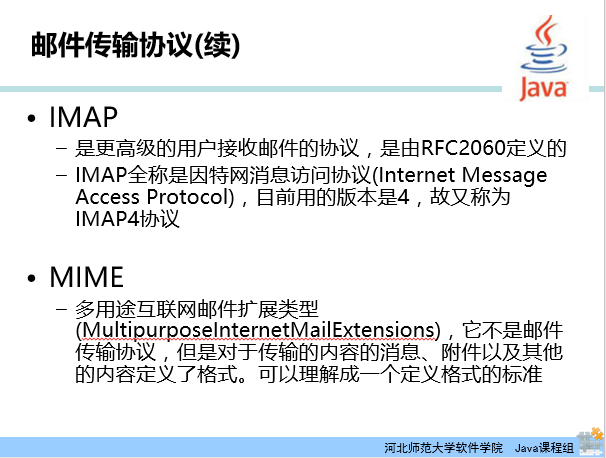 邮件传输协议(续)
Java
• IMAP
– 是更高级的用户接收邮件的协议，是由RFC2060定义的
– IMAP全称是因特网消息访问协议(Internet Message
Access Protocol)，目前用的版本是4，故又称为
IMAP4协议
• MIME
– 多用途互联网邮件扩展类型
(MultipurposeInternetMailExtensions)，它不是邮件
传输协议，但是对于传输的内容的消息、附件以及其他
的内容定义了格式。可以理解成一个定义格式的标准
河北师范大学软件学院 Java课程组